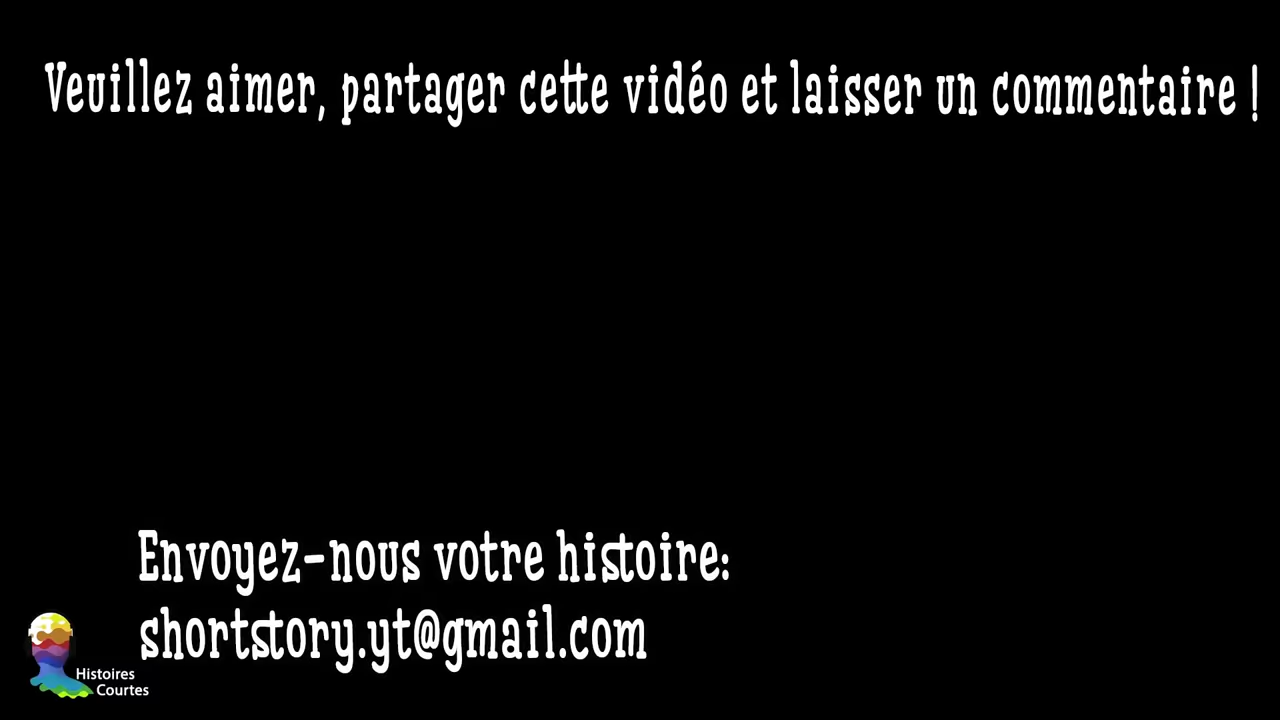 Veuillez aimer, partager cette vidéo et laisser un commentaire !
Envoyez-nous votre histoire:
shortstory.yt@gmail.com
Histoires
Courtes